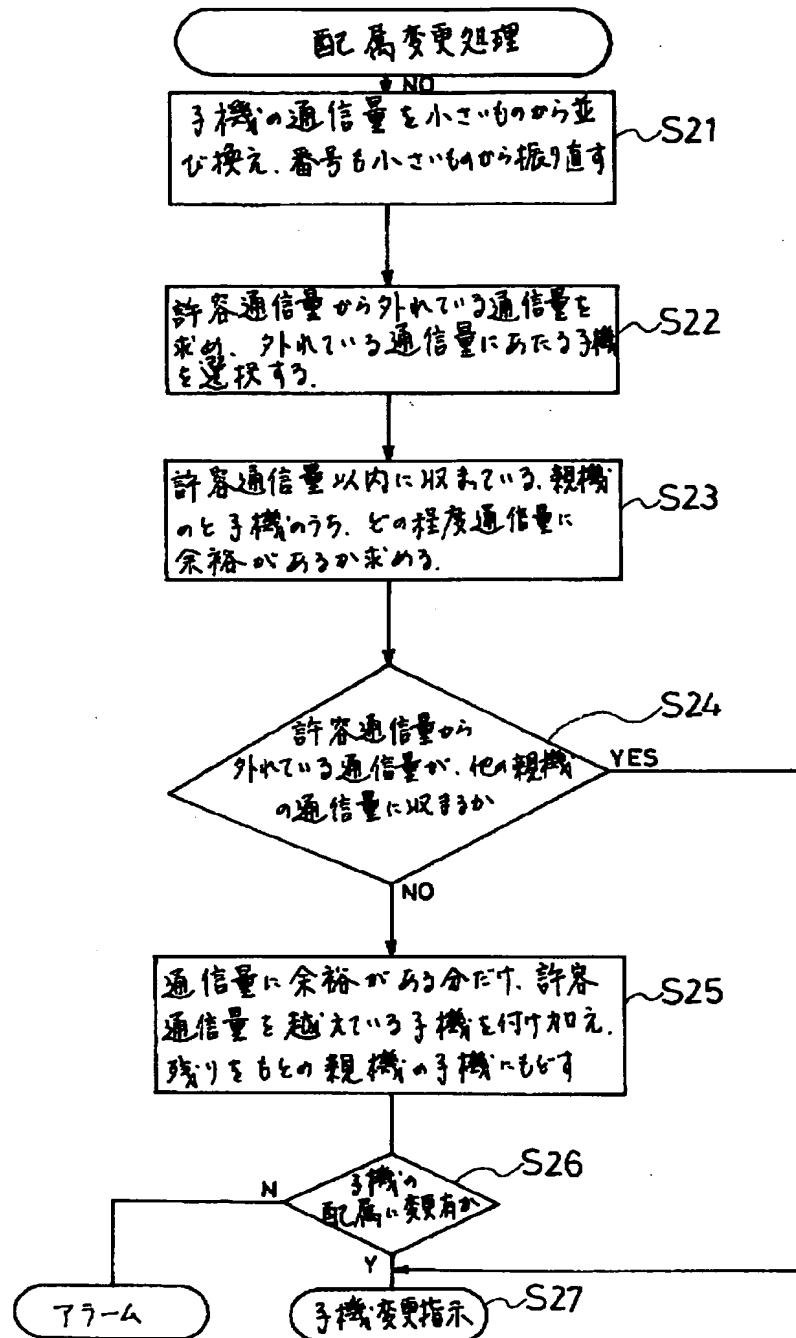 配属変更処理
NO
子機の通信量を小さいものから並
び換え、番号も小さいものから振り直す
S21
許容通信量から外れている通信量を
求め、外れている通信量にあたる子機
を選択する.
S22
許容通信量以内に収まっている、親機
のと子機のうち、どの程度通信量に
余裕があるか求める.
S23
許容通信量から
外れている通信量が、他の親機
の通信量に収まるか
S24
YES
NO
通信量に余裕がある分だけ、許容
通信量を越えている子機を付け加え、
残りをもとの親機の子機にもどす
S25
子機の
配属に変更有か
S26
N
Y
アラーム
子機変更指示
S27